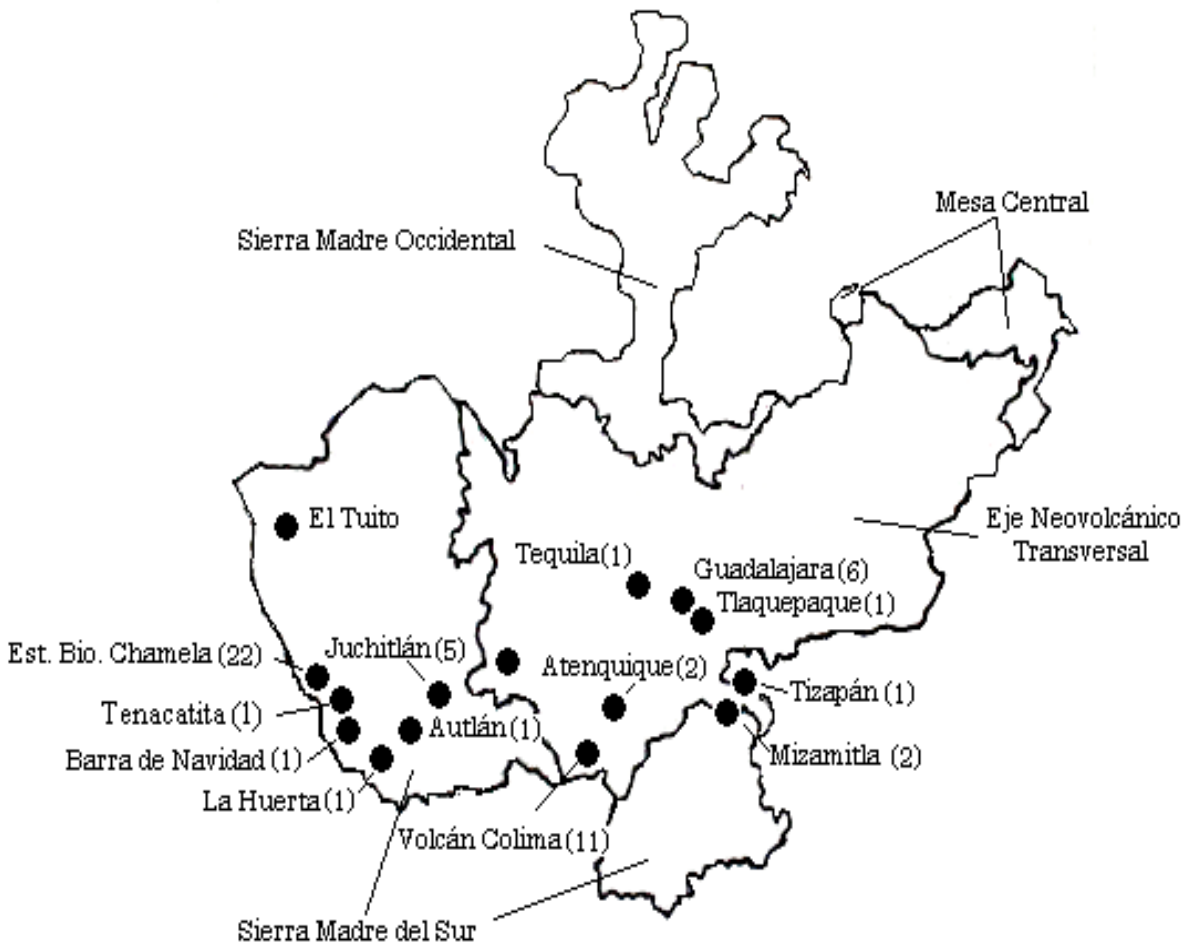 Mesa Central
Sierra Madre Occidental
El Tuito
Eje Neovolcánico
Transversal
Tequila(1)
Guadalajara(6)
Tlaquepaque(1)
Est. Bio. Chamela (22)
Juchitlán(5)
Atenquique(2)
Tizapán (1)
Tenacatita (1)
Autlán(1)
Barra de Navidad (1)
Mizamitla (2)
La Huerta(1)
Volcán Colima(11)
Sierra Madre del Sur